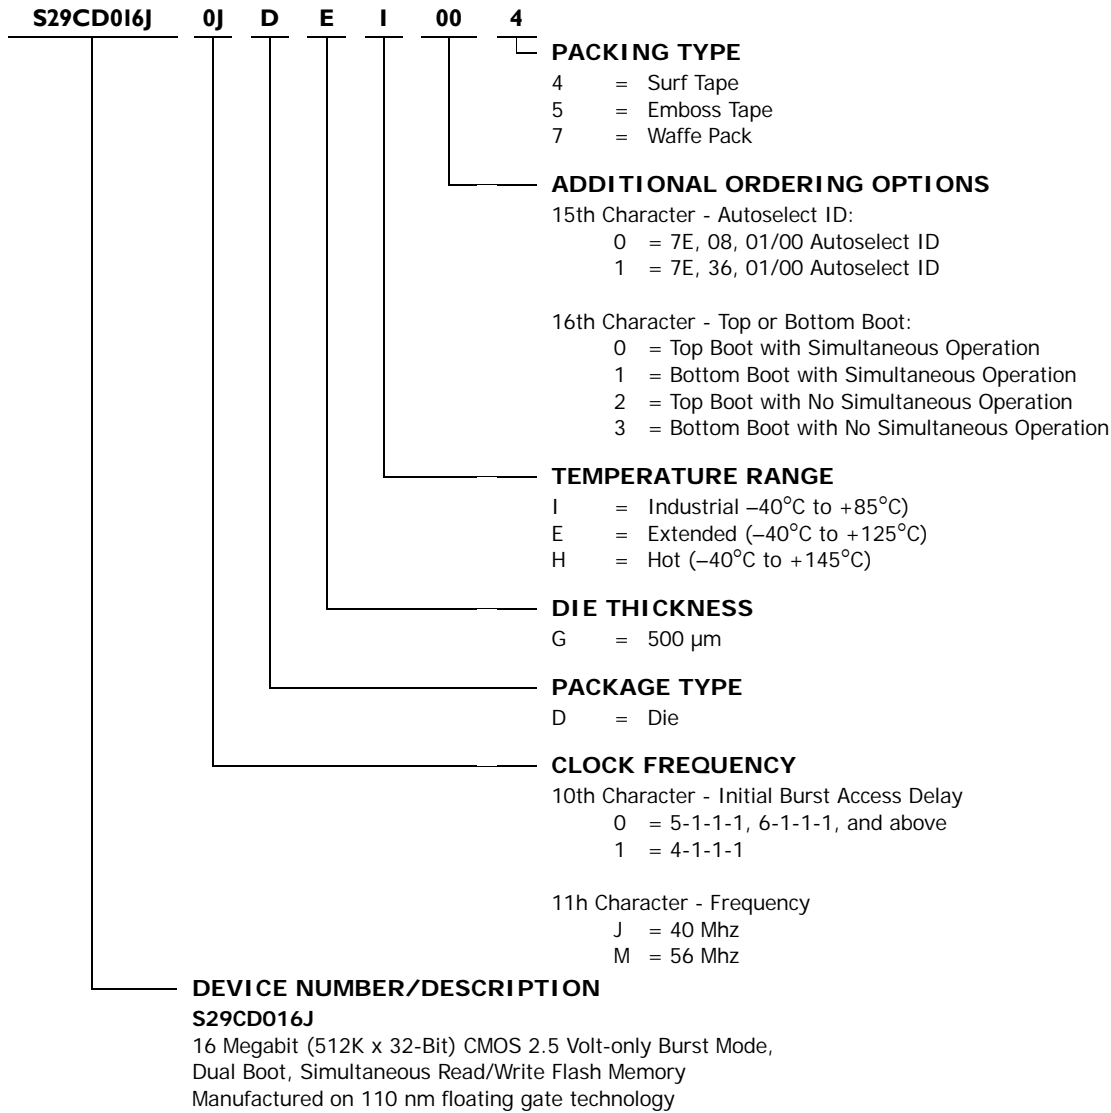 S29CD016J 0J D E I 00 4
PACKING TYPE
4 = Surf Tape
5 = Emboss Tape
7 = Waffe Pack
ADDITIONAL ORDERING OPTIONS
15th Character - Autoselect ID:
0 = 7E, 08, 01/00 Autoselect ID
1 = 7E, 36, 01/00 Autoselect ID
16th Character - Top or Bottom Boot:
0 = Top Boot with Simultaneous Operation
1 = Bottom Boot with Simultaneous Operation
2 = Top Boot with No Simultaneous Operation
3 = Bottom Boot with No Simultaneous Operation
TEMPERATURE RANGE
I = Industrial –40°C to +85°C)
E = Extended (–40°C to +125°C)
H = Hot (–40°C to +145°C)
DIE THICKNESS
G = 500 µm
PACKAGE TYPE
D = Die
CLOCK FREQUENCY
10th Character - Initial Burst Access Delay
0 = 5-1-1-1, 6-1-1-1, and above
1 = 4-1-1-1
11h Character - Frequency
J = 40 Mhz
M = 56 Mhz
DEVICE NUMBER/DESCRIPTION
S29CD016J
16 Megabit (512K x 32-Bit) CMOS 2.5 Volt-only Burst Mode,
Dual Boot, Simultaneous Read/Write Flash Memory
Manufactured on 110 nm floating gate technology